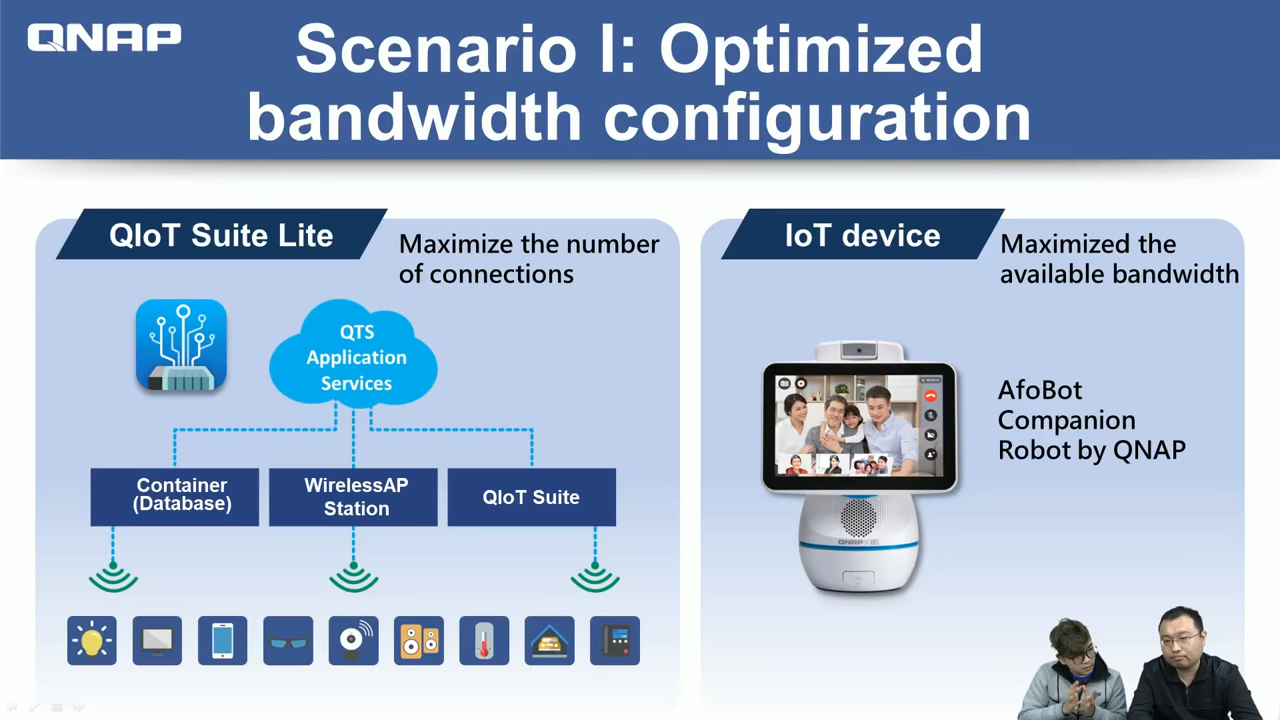 QNAP
Scenario I: Optimized
bandwidth configuration
QIoT Suite Lite
Maximize the number
of connections
QTS
Application
Services
Container
(Database)
WirelessAP
Station
QIoT Suite
IoT device
Maximized the
available bandwidth
AfoBot
Companion
Robot by QNAP
QNAP